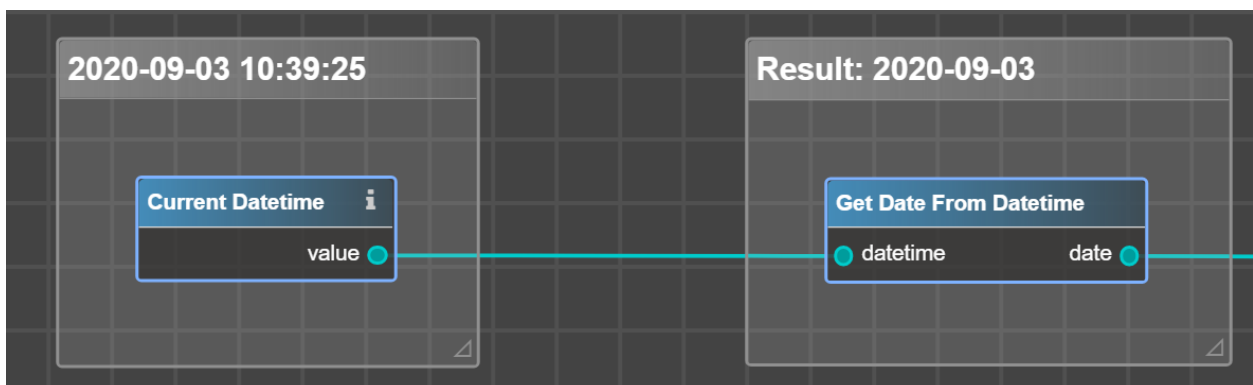 2020-09-03 10:39:25
Result: 2020-09-03
Current Datetime i
value
Get Date From Datetime
datetime date